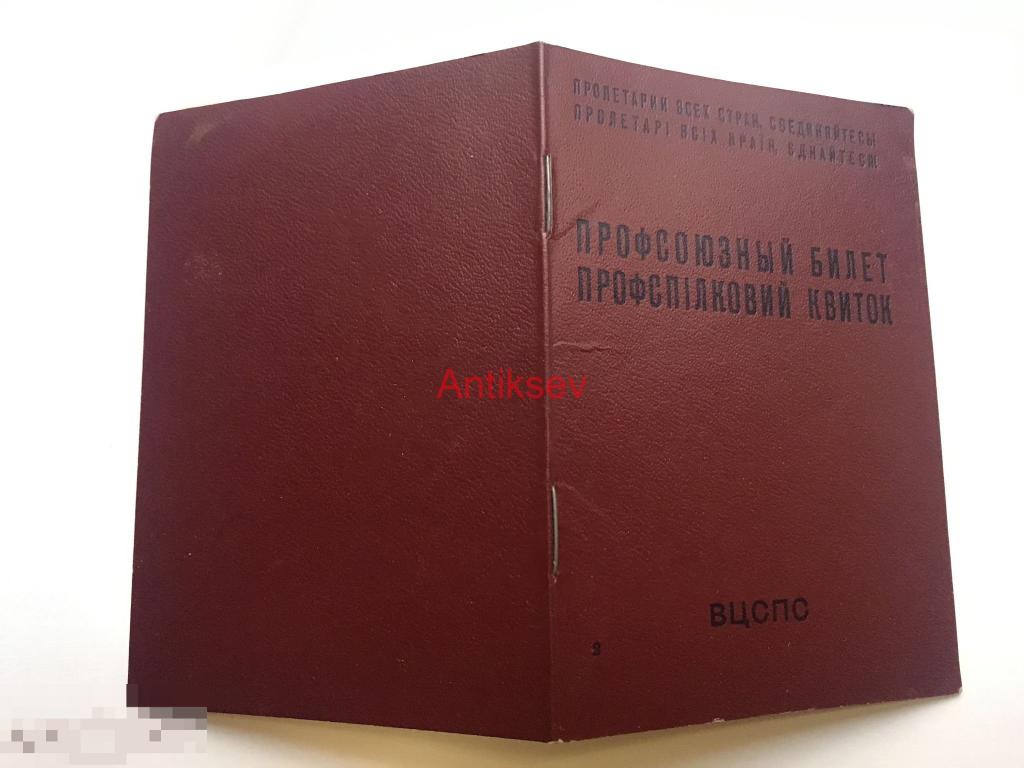 ПРОЛЕТАРИИ ВСЕХ СТРАН, СОЕДИНЯЙТЕСЬ!
ПРОЛЕТАРІ ВСІХ КРАЇН, ЄДНАЙТЕСЯ!
ПРОФСОЮЗНЫЙ БИЛЕТ
ПРОФСПІЛКОВИЙ КВИТОК
Antiksev
ВЦСПС